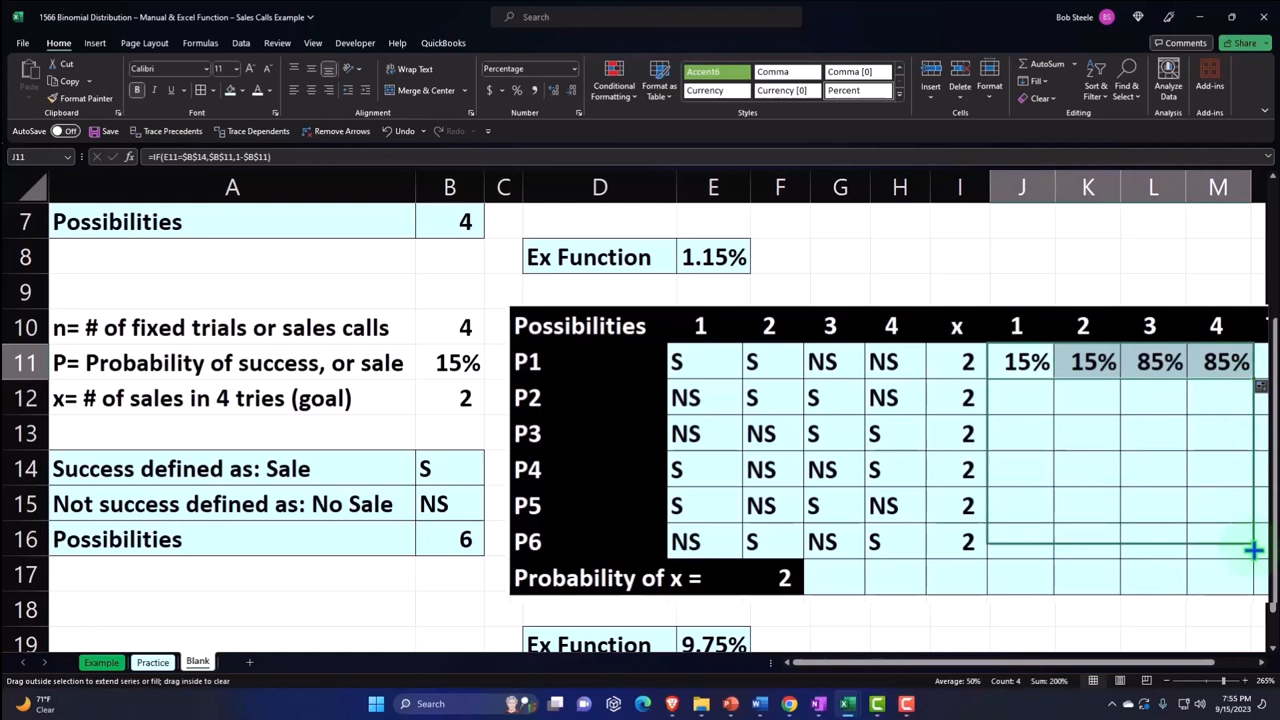 1566 Binomial Distribution – Manual & Excel Function – Sales Calls Example
Search
Bob Steele
BS
File Home Insert Page Layout Formulas Data Review View Developer Help QuickBooks
Comments
Share
Paste
Cut
Copy
Format Painter
Clipboard
Calibri
11
B I U
Font
Wrap Text
Merge & Center
Alignment
Percentage
Number
Conditional Formatting
Format as Table
Accent6
Comma
Comma [0]
Currency
Currency [0]
Percent
Styles
Insert
Delete
Format
Cells
AutoSum
Fill
Clear
Sort & Filter
Find & Select
Editing
Analyze Data
Analysis
Add-ins
Add-ins
AutoSave Off Save Trace Precedents Trace Dependents Remove Arrows Undo Redo
J11 fx =IF(E11=$B$14,$B$11,1-$B$11)
A B C D E F G H I J K L M
7 Possibilities 4
8 Ex Function 1.15%
9
10 n= # of fixed trials or sales calls 4 Possibilities 1 2 3 4 x 1 2 3 4
11 P= Probability of success, or sale 15% P1 S S NS NS 2 15% 15% 85% 85%
12 x= # of sales in 4 tries (goal) 2 P2 NS S S NS 2
13 P3 NS NS S S 2
14 Success defined as: Sale S P4 S NS NS S 2
15 Not success defined as: No Sale NS P5 S NS S NS 2
16 Possibilities 6 P6 NS S NS S 2
17 Probability of x = 2
18
19 Ex Function 9.75%
Example Practice Blank
Drag outside selection to extend series or fill; drag inside to clear Average: 50% Count: 4 Sum: 200% 265%
71°F
Clear
Search
7:55 PM
9/15/2023